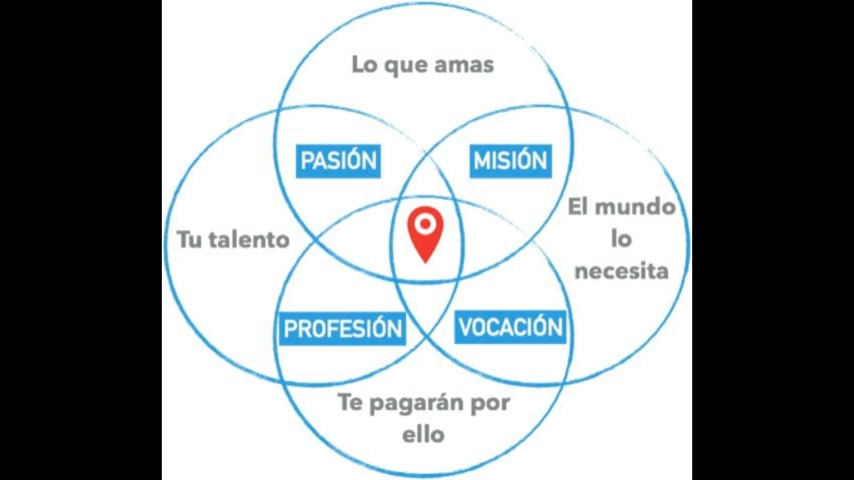 Lo que amas
PASIÓN
MISIÓN
Tu talento
El mundo
lo
necesita
PROFESIÓN
VOCACIÓN
Te pagarán por
ello